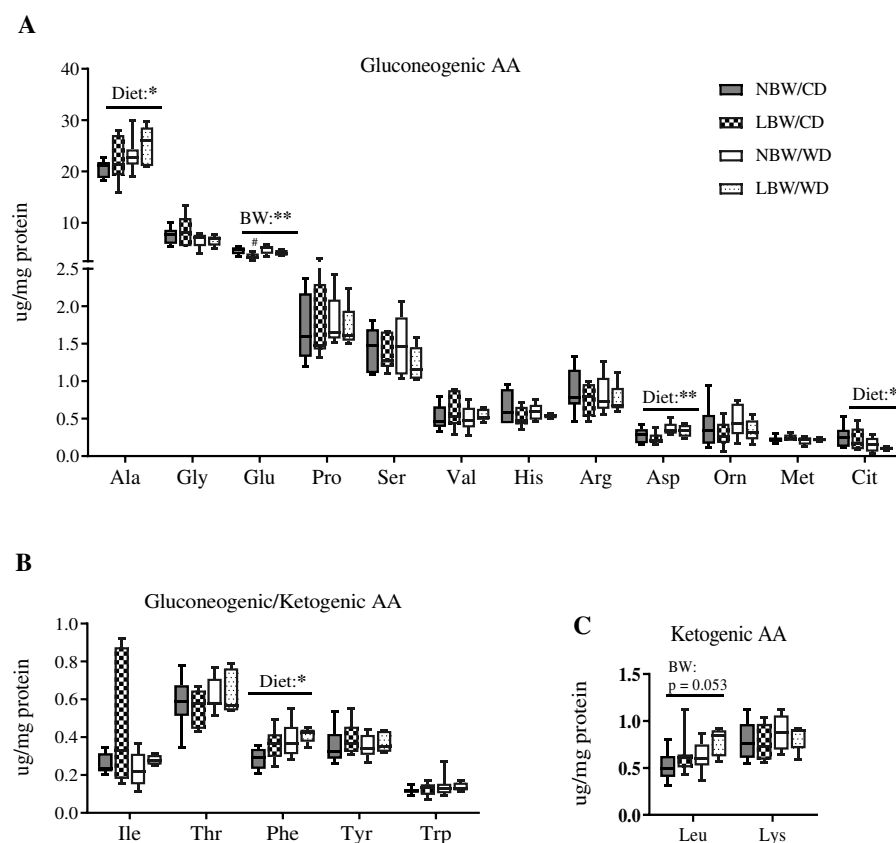 A
Gluconeogenic AA
NBW/CD
LBW/CD
NBW/WD
LBW/WD
ug/mg protein
40
30
20
10
2.5
2.0
1.5
1.0
0.5
0.0
Diet:*
BW:**
#
Diet:**
Diet:*
Ala Gly Glu Pro Ser Val His Arg Asp Orn Met Cit
B
Gluconeogenic/Ketogenic AA
ug/mg protein
1.0
0.8
0.6
0.4
0.2
0.0
Diet:*
Ile Thr Phe Tyr Trp
C
Ketogenic AA
ug/mg protein
1.5
1.0
0.5
0.0
BW:
p = 0.053
Leu Lys